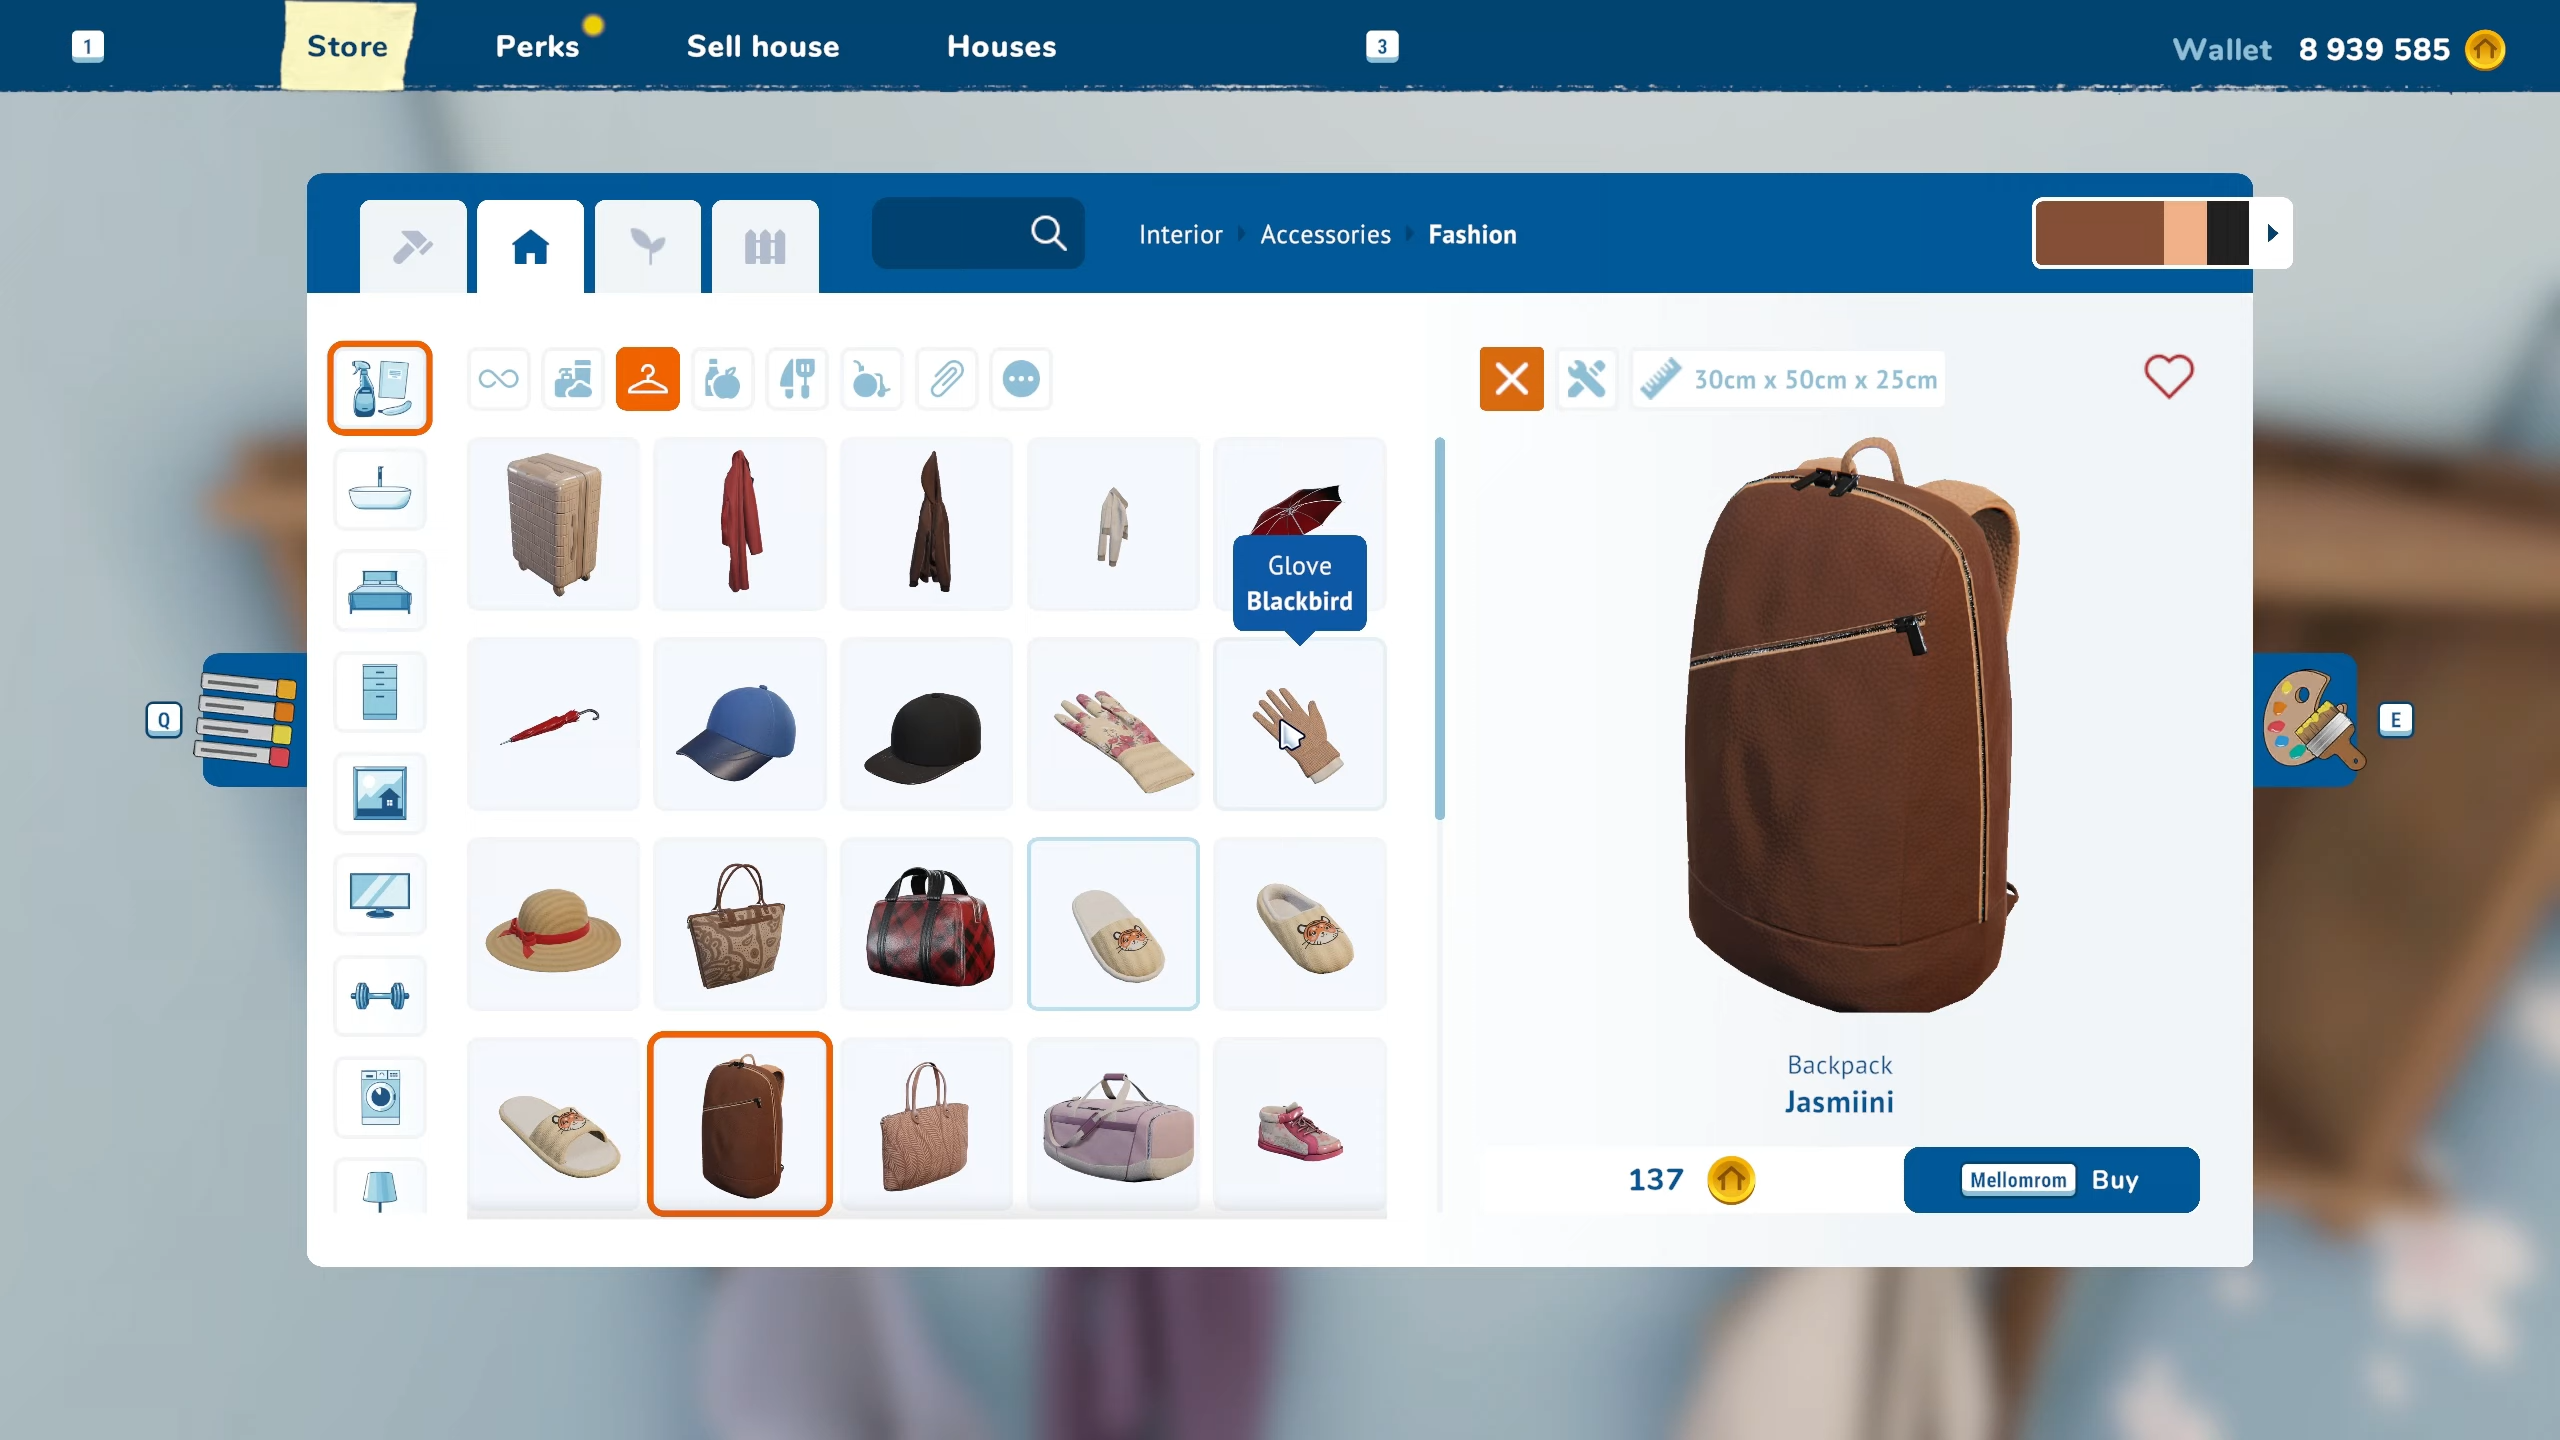 1
Store
Perks
Sell house
Houses
3
Wallet 8 939 585
Interior
Accessories
Fashion
30cm x 50cm x 25cm
Glove
Blackbird
Q
E
Backpack
Jasmiini
137
Mellomrom
Buy